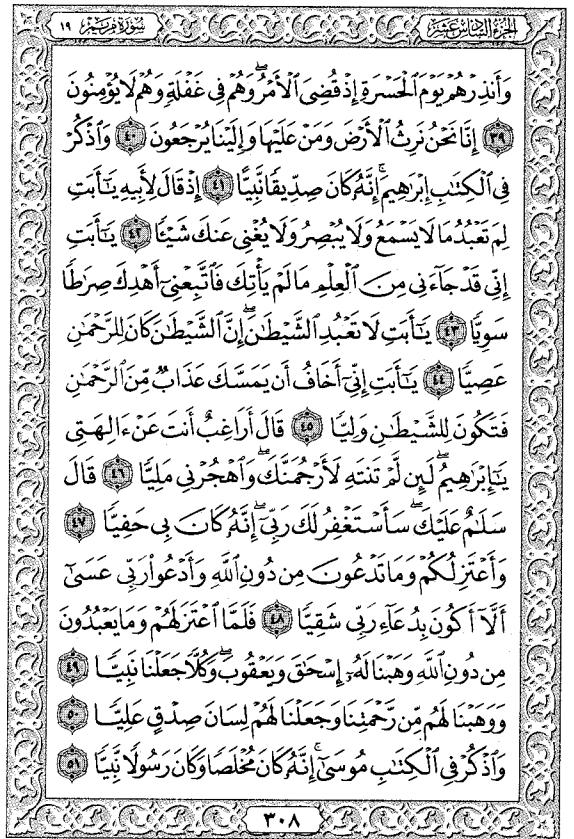 الجزء السادس عشر
سورة مريم ١٩
وَأَنذِرْهُمْ يَوْمَ ٱلْحَسْرَةِ إِذْ قُضِىَ ٱلْأَمْرُ وَهُمْ فِى غَفْلَةٍ وَهُمْ لَا يُؤْمِنُونَ
٣٩ إِنَّا نَحْنُ نَرِثُ ٱلْأَرْضَ وَمَنْ عَلَيْهَا وَإِلَيْنَا يُرْجَعُونَ ٤٠ وَٱذْكُرْ
فِى ٱلْكِتَٰبِ إِبْرَٰهِيمَ ۚ إِنَّهُۥ كَانَ صِدِّيقًا نَّبِيًّا ٤١ إِذْ قَالَ لِأَبِيهِ يَٰٓأَبَتِ
لِمَ تَعْبُدُ مَا لَا يَسْمَعُ وَلَا يُبْصِرُ وَلَا يُغْنِى عَنكَ شَيْـًٔا ٤٢ يَٰٓأَبَتِ
إِنِّى قَدْ جَآءَنِى مِنَ ٱلْعِلْمِ مَا لَمْ يَأْتِكَ فَٱتَّبِعْنِىٓ أَهْدِكَ صِرَٰطًا
سَوِيًّا ٤٣ يَٰٓأَبَتِ لَا تَعْبُدِ ٱلشَّيْطَٰنَ ۖ إِنَّ ٱلشَّيْطَٰنَ كَانَ لِلرَّحْمَٰنِ
عَصِيًّا ٤٤ يَٰٓأَبَتِ إِنِّىٓ أَخَافُ أَن يَمَسَّكَ عَذَابٌ مِّنَ ٱلرَّحْمَٰنِ
فَتَكُونَ لِلشَّيْطَٰنِ وَلِيًّا ٤٥ قَالَ أَرَاغِبٌ أَنتَ عَنْ ءَالِهَتِى
يَٰٓإِبْرَٰهِيمُ ۖ لَئِن لَّمْ تَنتَهِ لَأَرْجُمَنَّكَ ۖ وَٱهْجُرْنِى مَلِيًّا ٤٦ قَالَ
سَلَٰمٌ عَلَيْكَ ۖ سَأَسْتَغْفِرُ لَكَ رَبِّىٓ ۖ إِنَّهُۥ كَانَ بِى حَفِيًّا ٤٧
وَأَعْتَزِلُكُمْ وَمَا تَدْعُونَ مِن دُونِ ٱللَّهِ وَأَدْعُوا۟ رَبِّى عَسَىٰٓ
أَلَّآ أَكُونَ بِدُعَآءِ رَبِّى شَقِيًّا ٤٨ فَلَمَّا ٱعْتَزَلَهُمْ وَمَا يَعْبُدُونَ
مِن دُونِ ٱللَّهِ وَهَبْنَا لَهُۥٓ إِسْحَٰقَ وَيَعْقُوبَ ۖ وَكُلًّا جَعَلْنَا نَبِيًّا ٤٩
وَوَهَبْنَا لَهُم مِّن رَّحْمَتِنَا وَجَعَلْنَا لَهُمْ لِسَانَ صِدْقٍ عَلِيًّا ٥٠
وَٱذْكُرْ فِى ٱلْكِتَٰبِ مُوسَىٰٓ ۚ إِنَّهُۥ كَانَ مُخْلَصًا وَكَانَ رَسُولًا نَّبِيًّا ٥١
٣٠٨